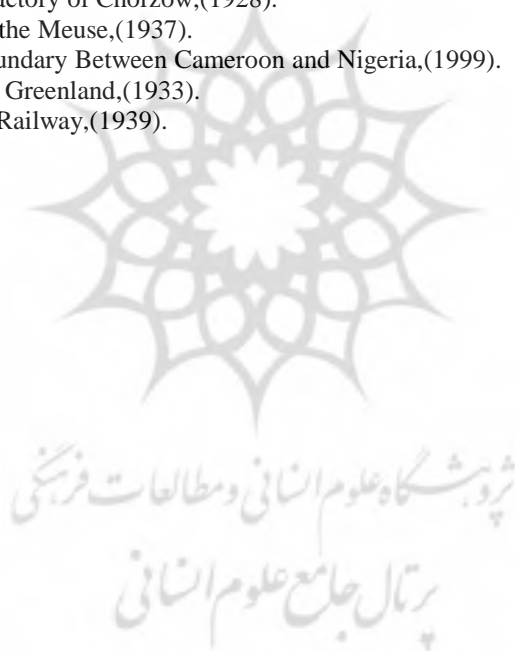 actory of Chorzow,(1928).
the Meuse,(1937).
undary Between Cameroon and Nigeria,(1999).
Greenland,(1933).
Railway,(1939).
پژوهشگاه علوم انسانی و مطالعات فرهنگی
پرتال جامع علوم انسانی